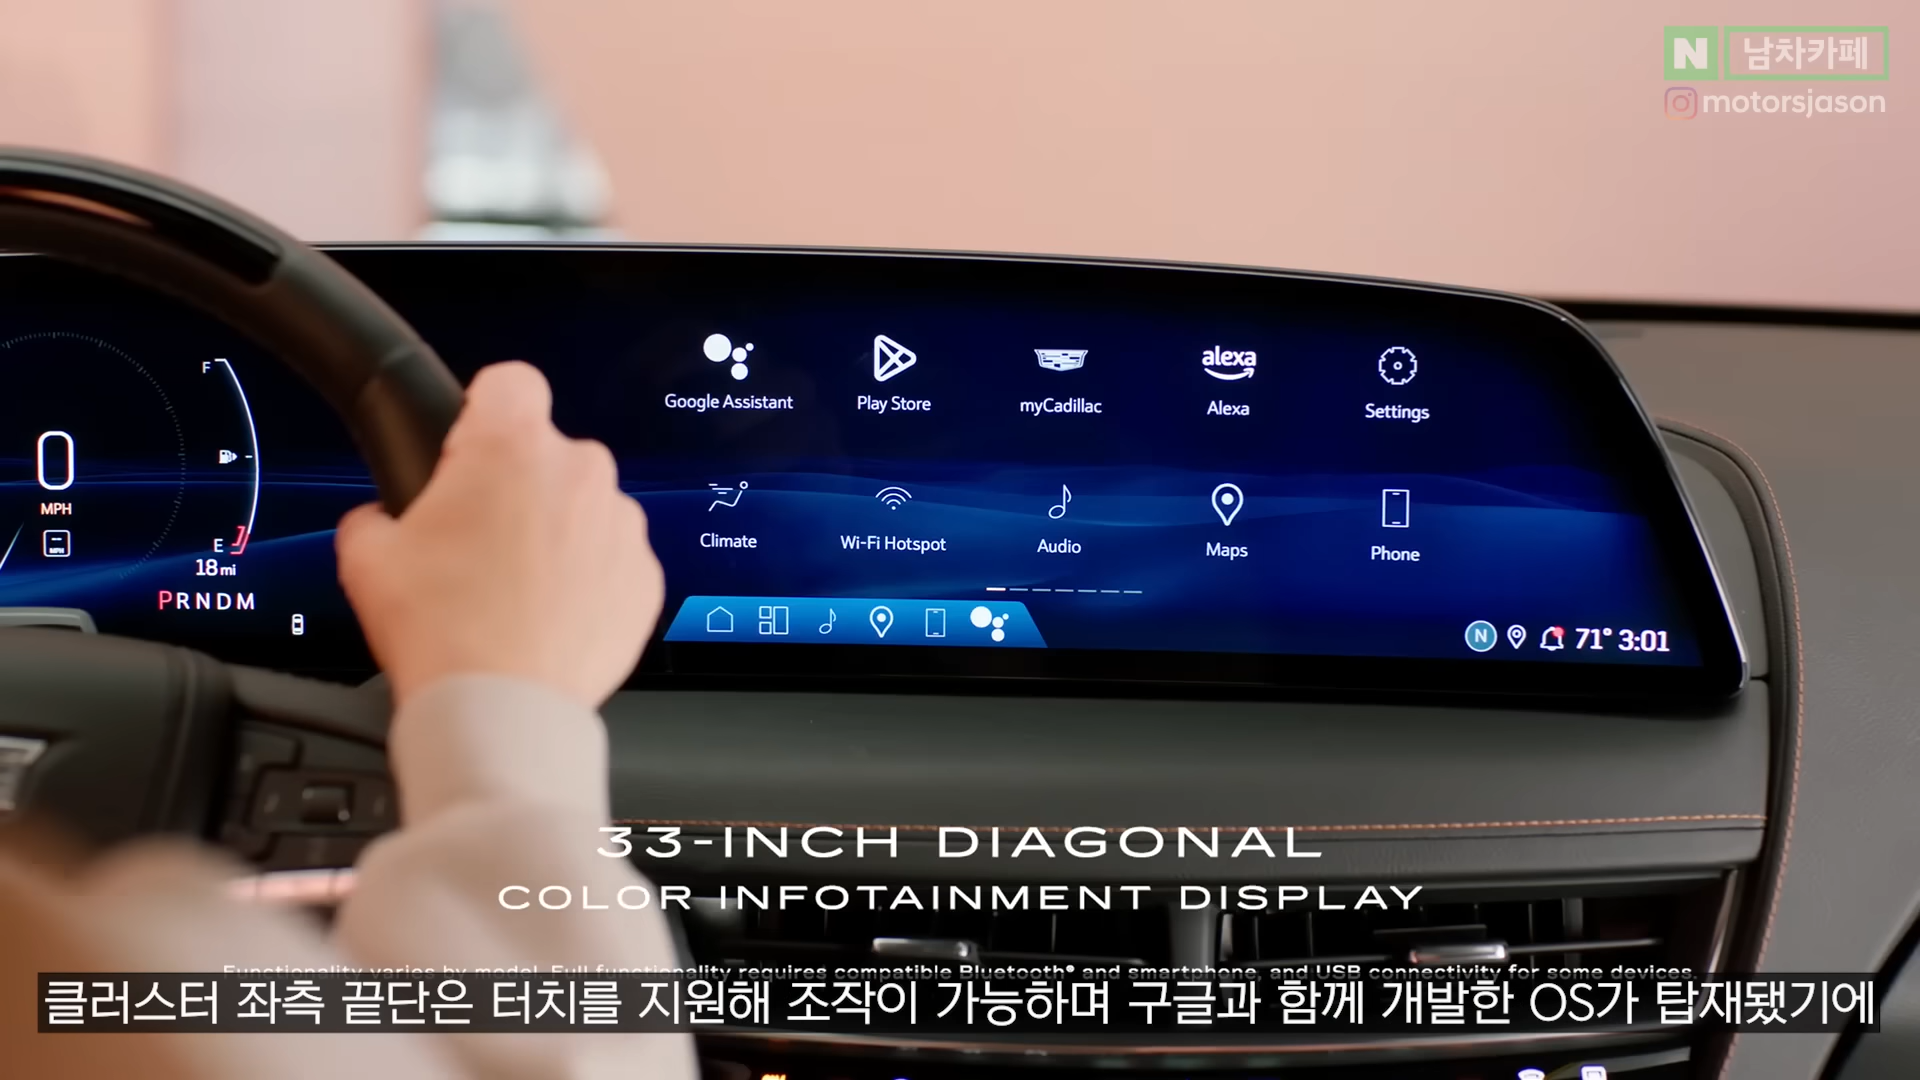 N 남차카페
motorsjason
Google Assistant
Play Store
myCadillac
alexa
Alexa
Settings
Climate
Wi-Fi Hotspot
Audio
Maps
Phone
F
0
MPH
MPH
E
18 mi
PRNDM
N 71° 3:01
33-INCH DIAGONAL
COLOR INFOTAINMENT DISPLAY
Functionality varies by model. Full functionality requires compatible Bluetooth® and smartphone, and USB connectivity for some devices.
클러스터 좌측 끝단은 터치를 지원해 조작이 가능하며 구글과 함께 개발한 OS가 탑재됐기에